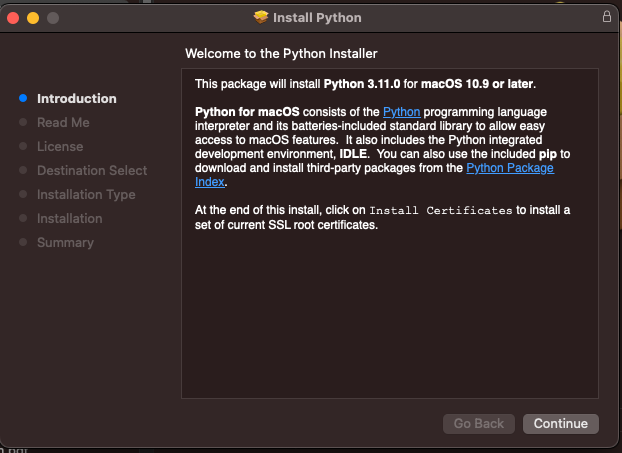 Install Python
Welcome to the Python Installer
Introduction
Read Me
License
Destination Select
Installation Type
Installation
Summary
This package will install Python 3.11.0 for macOS 10.9 or later.
Python for macOS consists of the Python programming language
interpreter and its batteries-included standard library to allow easy
access to macOS features. It also includes the Python integrated
development environment, IDLE. You can also use the included pip to
download and install third-party packages from the Python Package
Index.
At the end of this install, click on Install Certificates to install a
set of current SSL root certificates.
Go Back
Continue